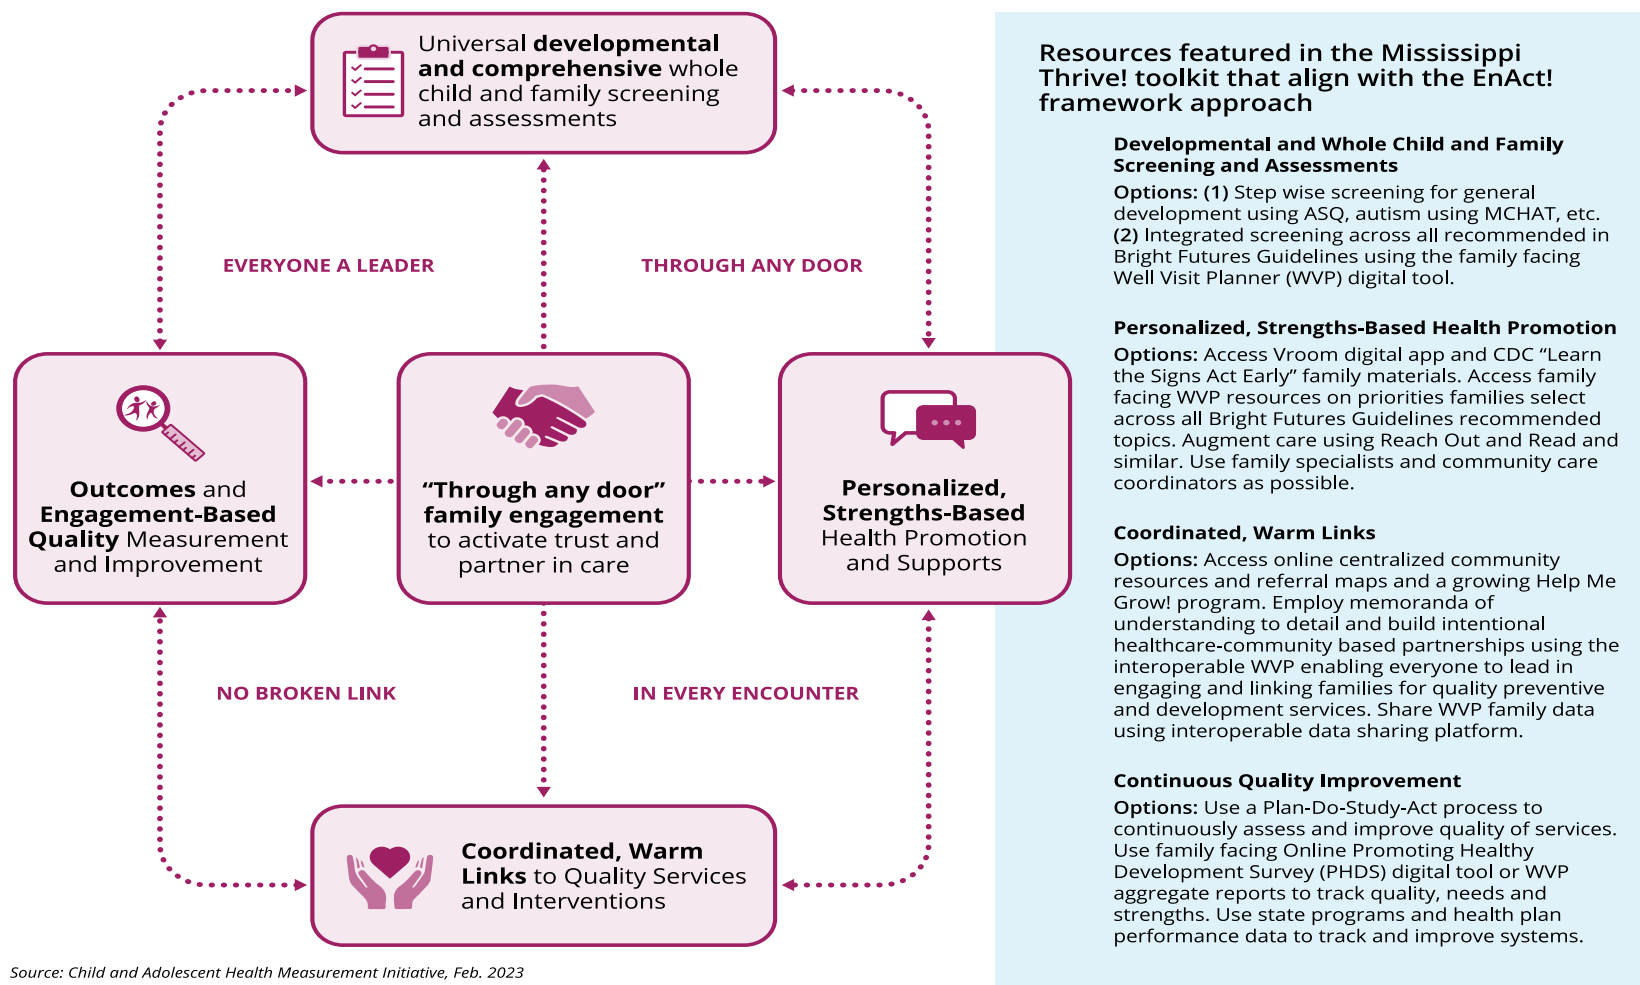 Universal developmental
and comprehensive whole
child and family screening
and assessments
EVERYONE A LEADER
THROUGH ANY DOOR
Outcomes and
Engagement-Based
Quality Measurement
and Improvement
“Through any door”
family engagement
to activate trust and
partner in care
Personalized,
Strengths-Based
Health Promotion
and Supports
NO BROKEN LINK
IN EVERY ENCOUNTER
Coordinated, Warm
Links to Quality Services
and Interventions
Source: Child and Adolescent Health Measurement Initiative, Feb. 2023
Resources featured in the Mississippi
Thrive! toolkit that align with the EnAct!
framework approach
Developmental and Whole Child and Family
Screening and Assessments
Options: (1) Step wise screening for general
development using ASQ, autism using MCHAT, etc.
(2) Integrated screening across all recommended in
Bright Futures Guidelines using the family facing
Well Visit Planner (WVP) digital tool.
Personalized, Strengths-Based Health Promotion
Options: Access Vroom digital app and CDC “Learn
the Signs Act Early” family materials. Access family
facing WVP resources on priorities families select
across all Bright Futures Guidelines recommended
topics. Augment care using Reach Out and Read and
similar. Use family specialists and community care
coordinators as possible.
Coordinated, Warm Links
Options: Access online centralized community
resources and referral maps and a growing Help Me
Grow! program. Employ memoranda of
understanding to detail and build intentional
healthcare-community based partnerships using the
interoperable WVP enabling everyone to lead in
engaging and linking families for quality preventive
and development services. Share WVP family data
using interoperable data sharing platform.
Continuous Quality Improvement
Options: Use a Plan-Do-Study-Act process to
continuously assess and improve quality of services.
Use family facing Online Promoting Healthy
Development Survey (PHDS) digital tool or WVP
aggregate reports to track quality, needs and
strengths. Use state programs and health plan
performance data to track and improve systems.